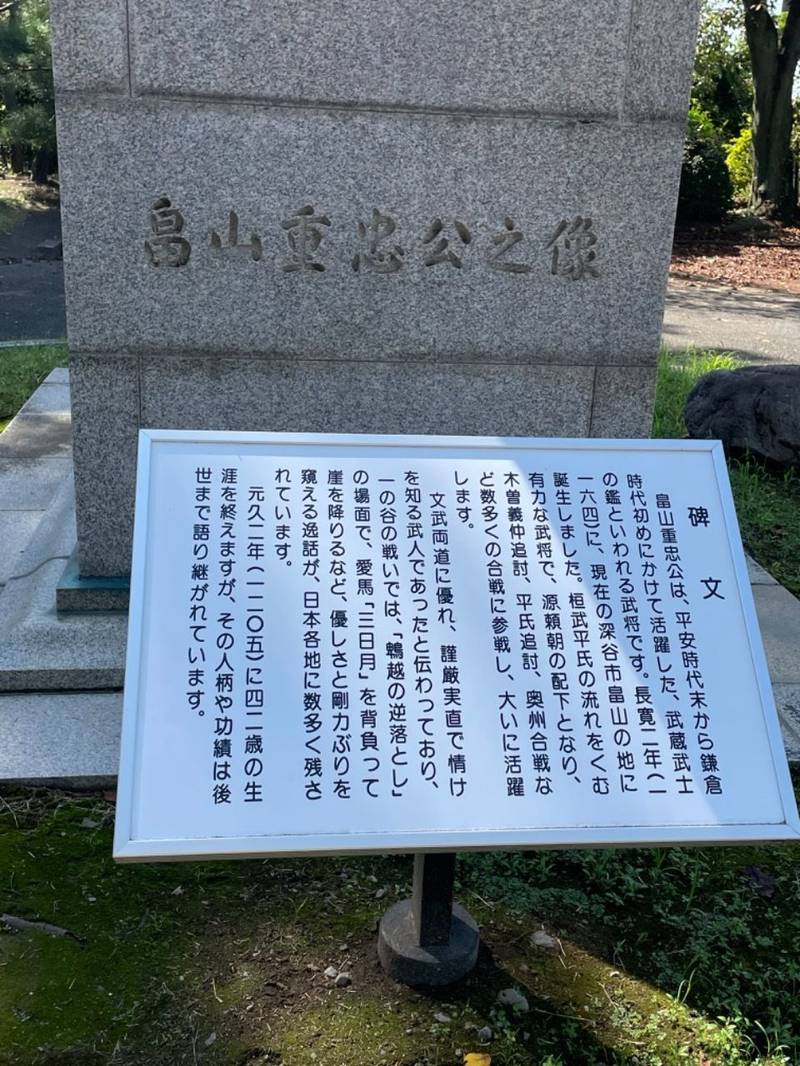 畠山重忠公之像
碑文
畠山重忠公は、平安時代末から鎌倉
時代初めにかけて活躍した、武蔵武士
の鑑といわれる武将です。長寛二年(一
一六四)に、現在の深谷市畠山の地に
誕生しました。桓武平氏の流れをくむ
有力な武将で、源頼朝の配下となり、
木曽義仲追討、平氏追討、奥州合戦な
ど数多くの合戦に参戦し、大いに活躍
します。
文武両道に優れ、謹厳実直で情け
を知る武人であったと伝わっており、
一の谷の戦いでは、「鵯越の逆落とし」
の場面で、愛馬「三日月」を背負って
崖を降りるなど、優しさと剛力ぶりを
窺える逸話が、日本各地に数多く残さ
れています。
元久二年(一二〇五)に四二歳の生
涯を終えますが、その人柄や功績は後
世まで語り継がれています。